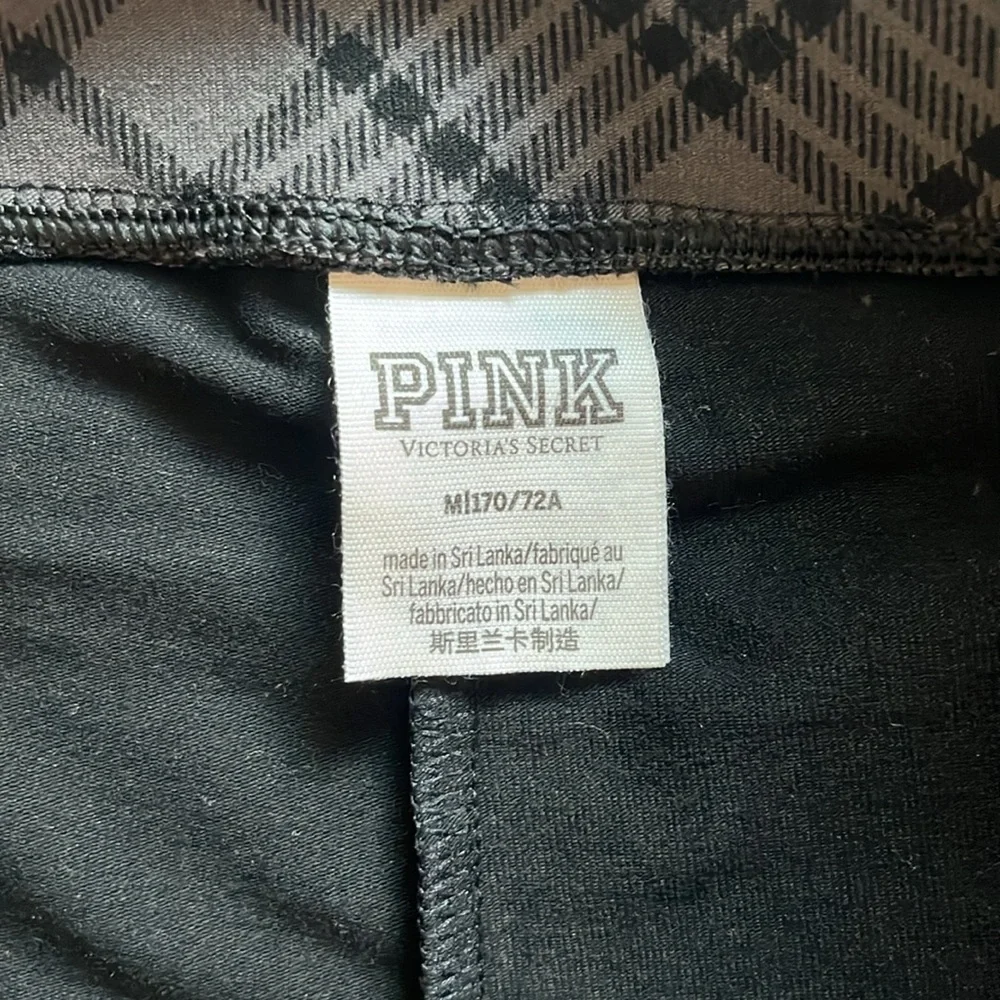 PINK
VICTORIA'S SECRET
M|170/72A
made in Sri Lanka/fabriqué au
Sri Lanka/hecho en Sri Lanka/
fabbricato in Sri Lanka/
斯里兰卡制造